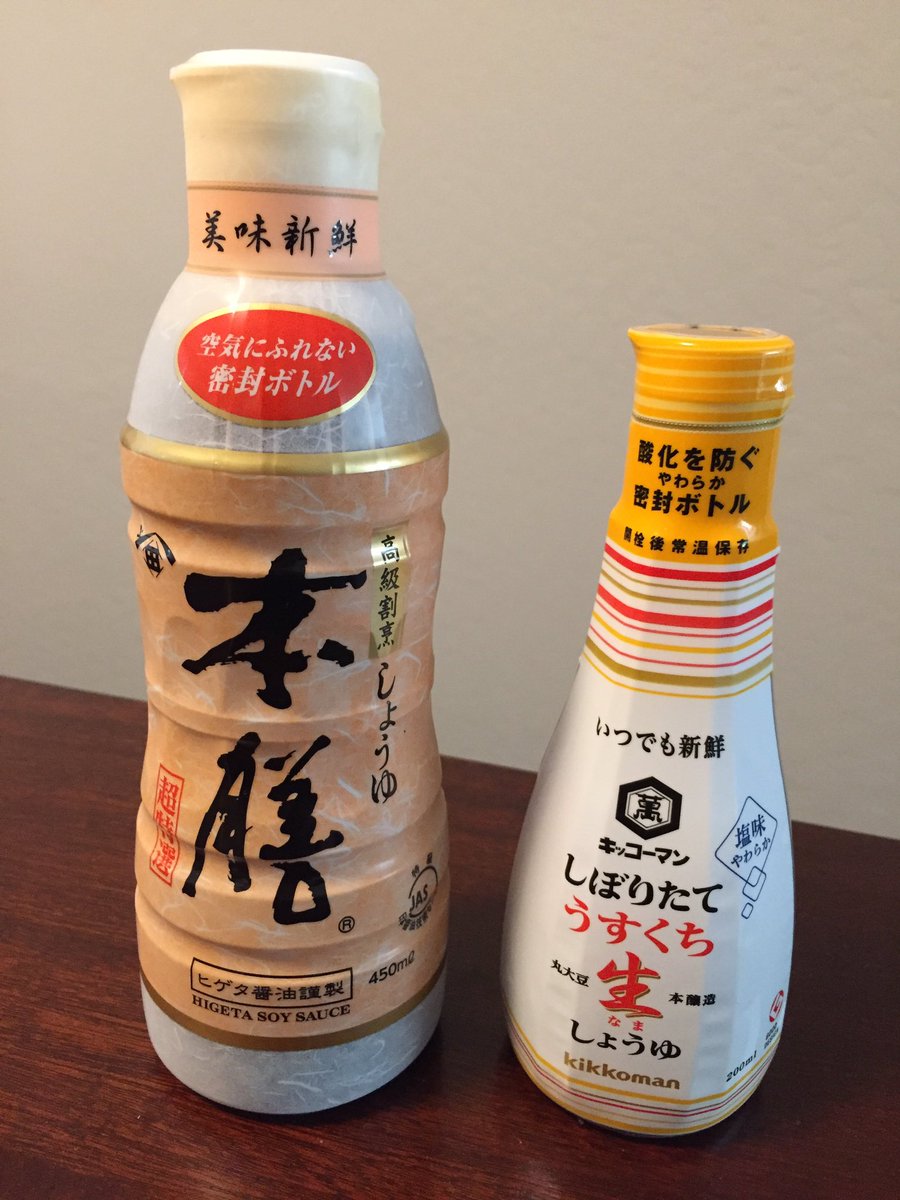 美味新鮮
空気にふれない
密封ボトル
高級割烹
しょうゆ
本膳
®
超特選
特選
JAS
450mℓ
ヒゲタ醤油謹製
HIGETA SOY SAUCE
酸化を防ぐ
やわらか
密封ボトル
開栓後常温保存
いつでも新鮮
萬
キッコーマン
塩味
やわらか
しぼりたて
うすくち
丸大豆
生
なま
本醸造
しょうゆ
kikkoman
200ml